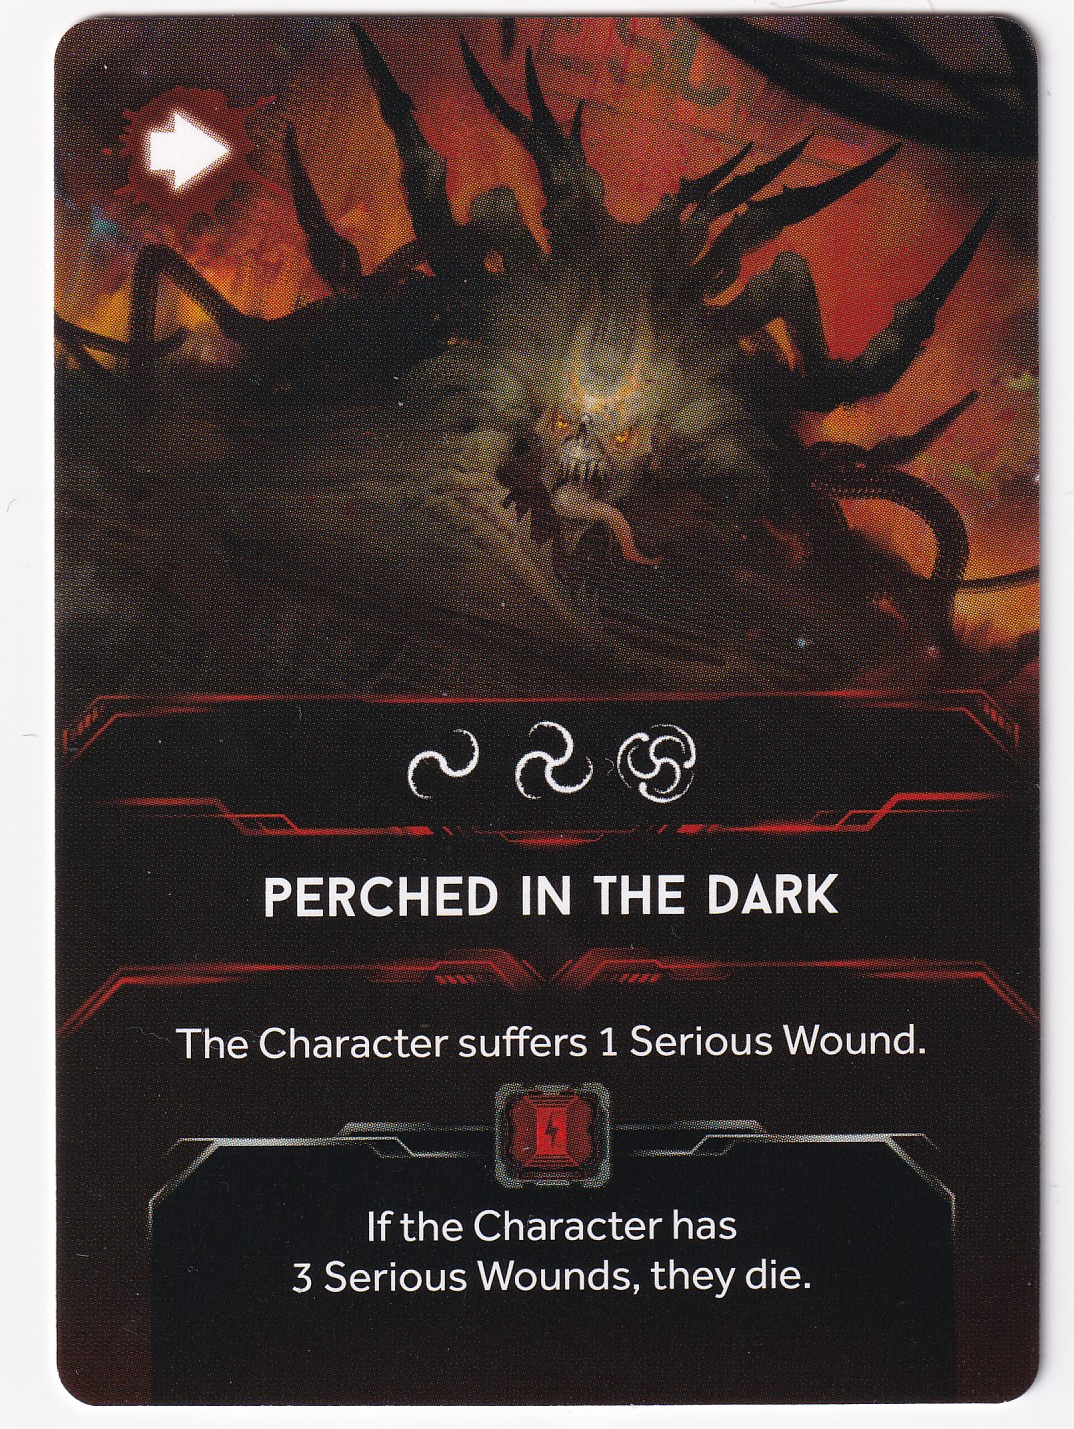 PERCHED IN THE DARK
The Character suffers 1 Serious Wound.
If the Character has
3 Serious Wounds, they die.